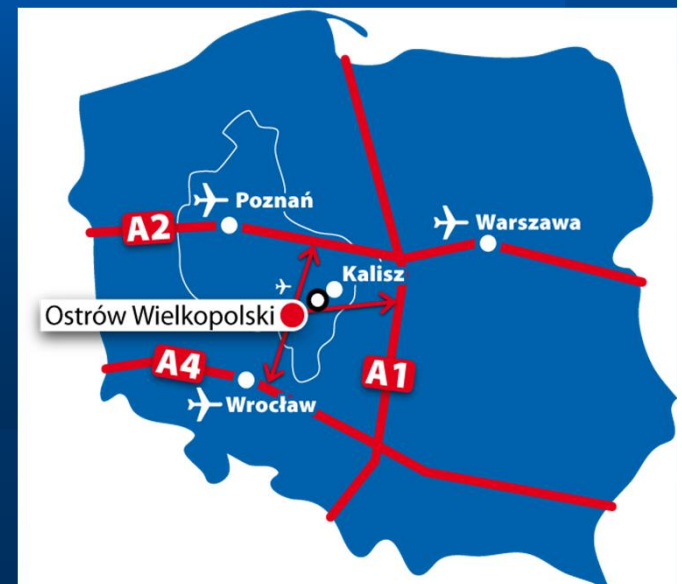 Poznań
A2
Warszawa
Kalisz
Ostrów Wielkopolski
A4
A1
Wrocław